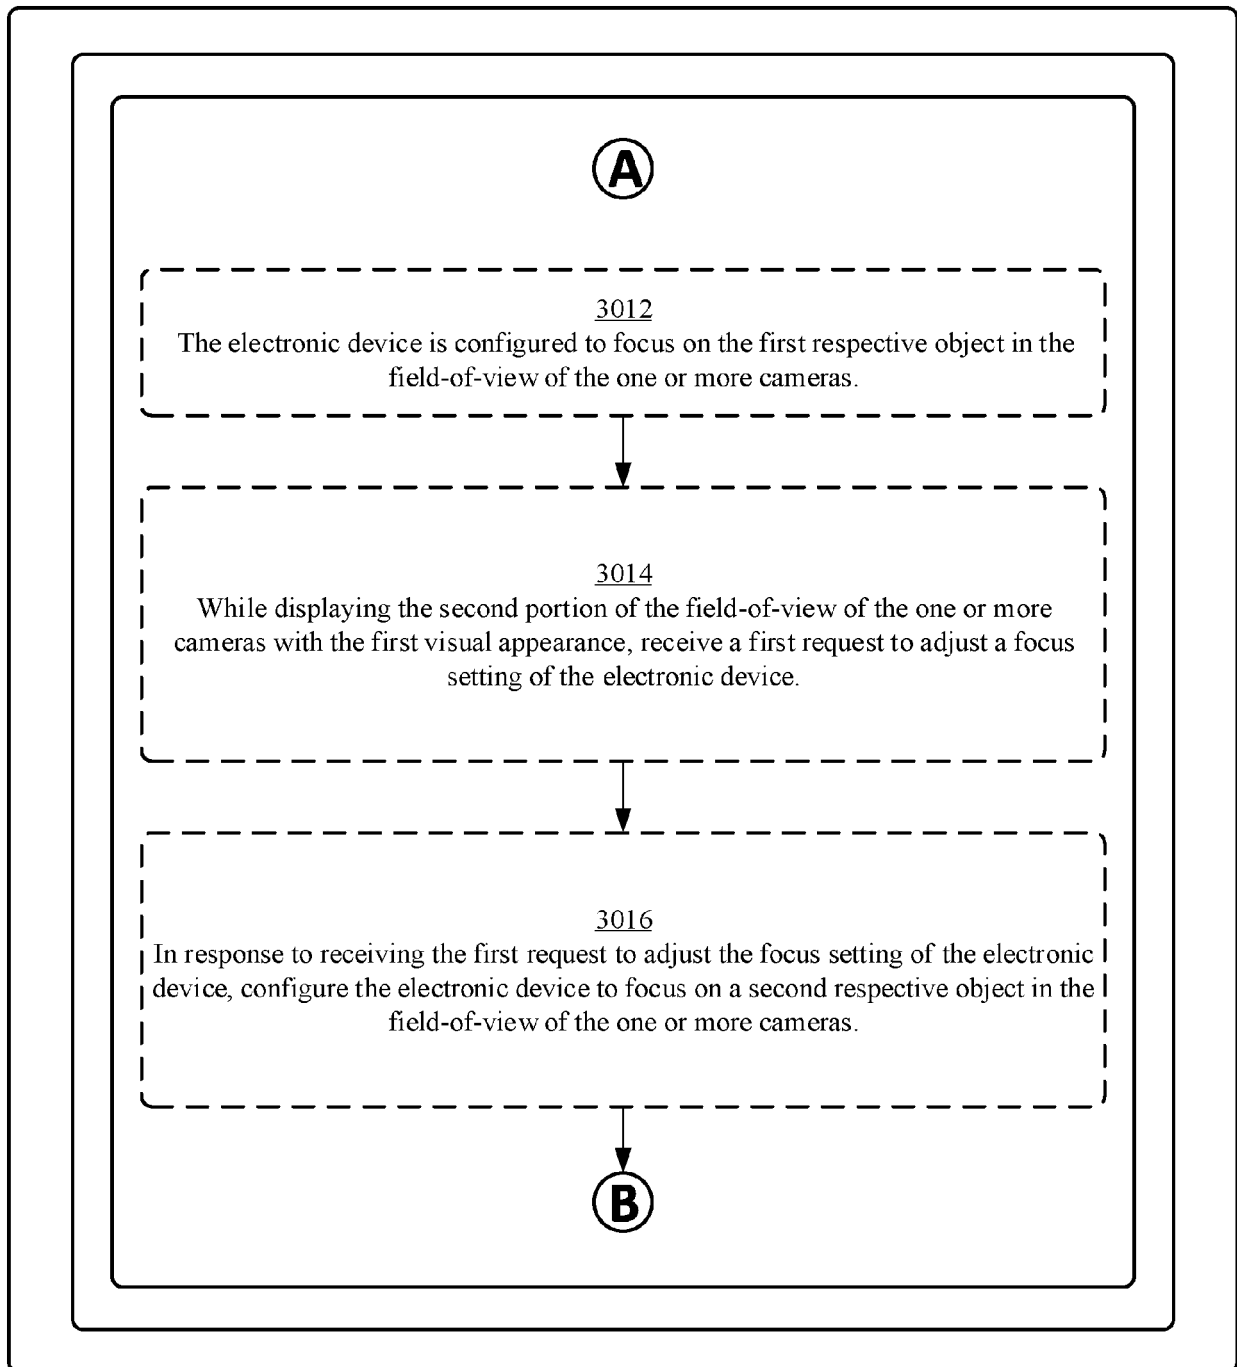 A
3012
The electronic device is configured to focus on the first respective object in the
field-of-view of the one or more cameras.
3014
While displaying the second portion of the field-of-view of the one or more
cameras with the first visual appearance, receive a first request to adjust a focus
setting of the electronic device.
3016
In response to receiving the first request to adjust the focus setting of the electronic
device, configure the electronic device to focus on a second respective object in the
field-of-view of the one or more cameras.
B